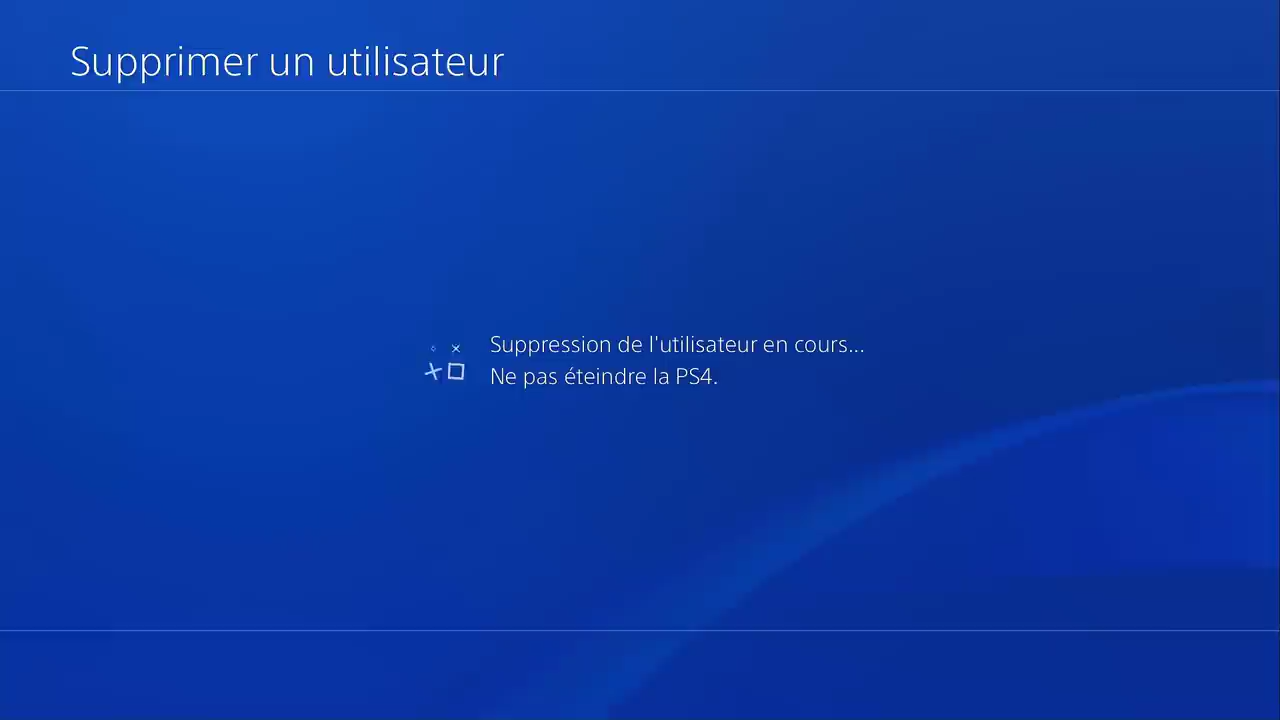 Supprimer un utilisateur
Suppression de l'utilisateur en cours...
Ne pas éteindre la PS4.